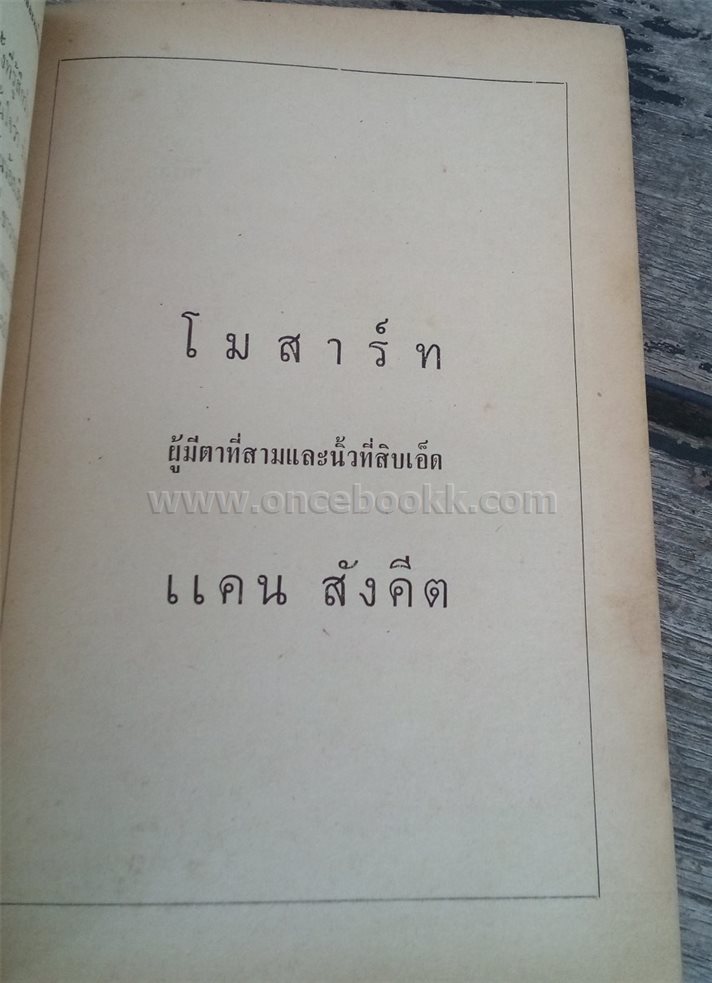 โมสาร์ท
ผู้มีตาที่สามและนิ้วที่สิบเอ็ด
www.oncebookk.com
แคน สังคีต